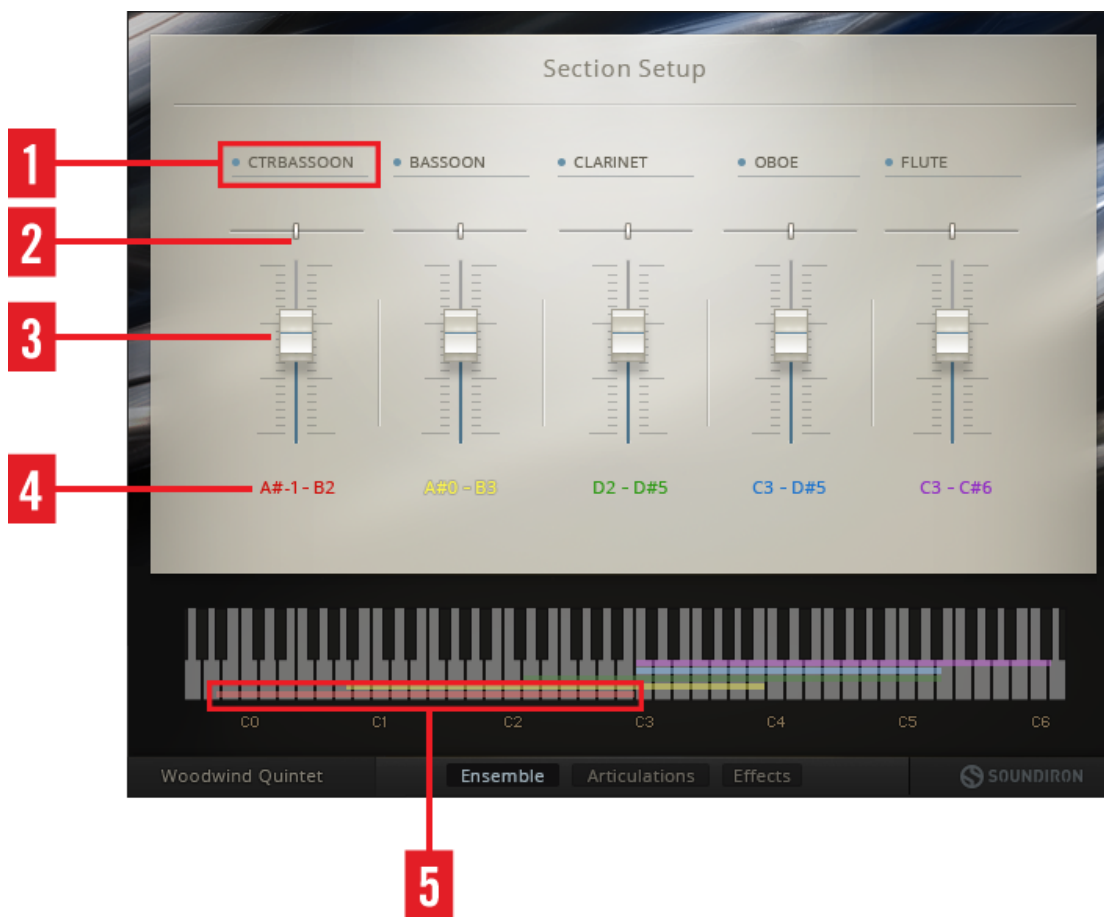 Section Setup
1
CTRBASSOON BASSOON CLARINET OBOE FLUTE
2
3
4
A#-1 – B2 A#0 – B3 D2 – D#5 C3 – D#5 C3 – C#6
C0 C1 C2 C3 C4 C5 C6
Woodwind Quintet Ensemble Articulations Effects SOUNDIRON
5